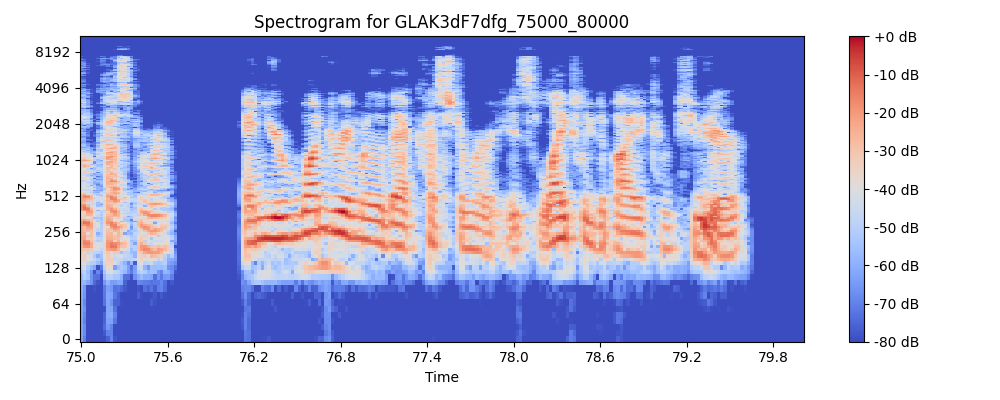 Spectrogram for GLAK3dF7dfg_75000_80000
8192
4096
2048
1024
512
256
128
64
0
Hz
75.0 75.6 76.2 76.8 77.4 78.0 78.6 79.2 79.8
Time
+0 dB
-10 dB
-20 dB
-30 dB
-40 dB
-50 dB
-60 dB
-70 dB
-80 dB